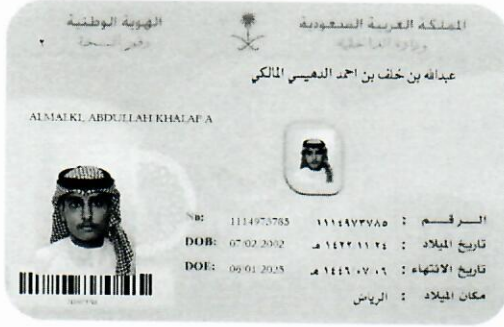 المملكة العربية السعودية
وزارة الداخلية
الهوية الوطنية
٢
عبدالله بن خلف بن احمد الدهيسي المالكي
ALMALKI, ABDULLAH KHALAF A
الرقم : ١١١٤٩٧٣٧٨٥
1114973785
تاريخ الميلاد : ١٤٢٢/١١/٢٤ هـ
DOB: 07/02/2002
تاريخ الانتهاء : ١٤٤٦/٠٧/٠٦ هـ
DOE: 06/01/2025
مكان الميلاد : الرياض